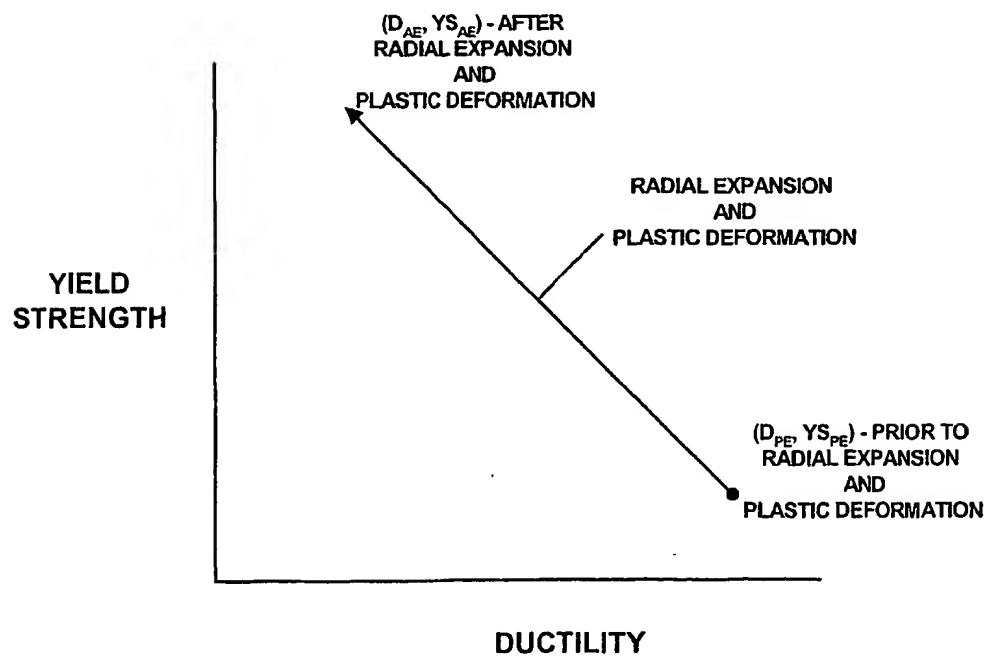 (D_AE, YS_AE) - AFTER
RADIAL EXPANSION
AND
PLASTIC DEFORMATION
RADIAL EXPANSION
AND
PLASTIC DEFORMATION
YIELD
STRENGTH
(D_PE, YS_PE) - PRIOR TO
RADIAL EXPANSION
AND
PLASTIC DEFORMATION
DUCTILITY